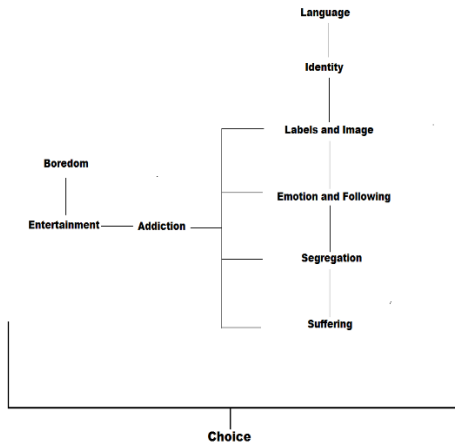 Language
Identity
Labels and Image
Boredom
Emotion and Following
Entertainment
Addiction
Segregation
Suffering
Choice